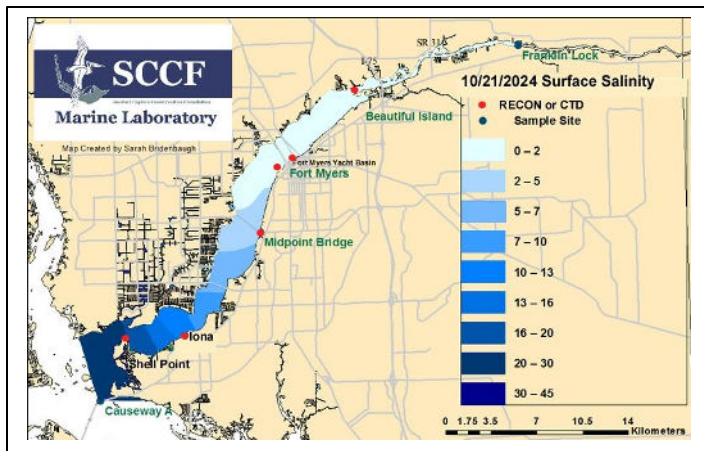 SCCF
Marine Laboratory
Map Created by Sarah Bridenbaugh
SR 31
I-75
Franklin Lock
Beautiful Island
Fort Myers Yacht Basin
Fort Myers
Midpoint Bridge
Iona
Shell Point
Causeway A
10/21/2024 Surface Salinity
RECON or CTD
Sample Site
0 – 2
2 – 5
5 – 7
7 – 10
10 – 13
13 – 16
16 – 20
20 – 30
30 – 45
0 1.75 3.5 7 10.5 14
Kilometers